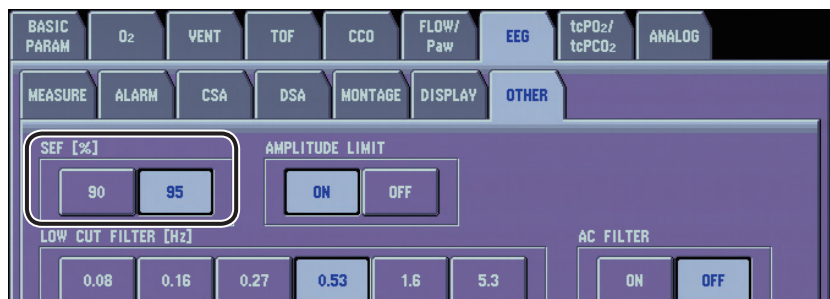 BASIC PARAM O2 VENT TOF CCO FLOW/ Paw EEG tcPO2/ tcPCO2 ANALOG
MEASURE ALARM CSA DSA MONTAGE DISPLAY OTHER
SEF [%] AMPLITUDE LIMIT
90 95 ON OFF
LOW CUT FILTER [Hz] AC FILTER
0.08 0.16 0.27 0.53 1.6 5.3 ON OFF